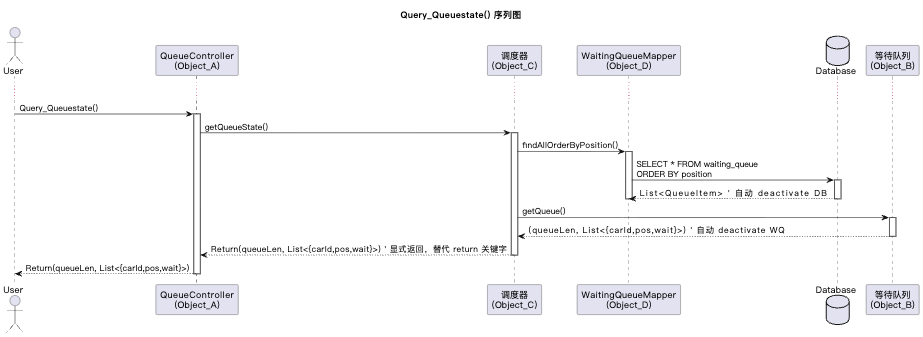 Query_Queuestate() 序列图
User
QueueController
(Object_A)
调度器
(Object_C)
WaitingQueueMapper
(Object_D)
Database
等待队列
(Object_B)
Query_Queuestate()
getQueueState()
findAllOrderByPosition()
SELECT * FROM waiting_queue
ORDER BY position
List<QueueItem> ' 自动 deactivate DB
getQueue()
(queueLen, List<{carId,pos,wait}>) ' 自动 deactivate WQ
Return(queueLen, List<{carId,pos,wait}>) ' 显式返回，替代 return 关键字
Return(queueLen, List<{carId,pos,wait}>)
User
QueueController
(Object_A)
调度器
(Object_C)
WaitingQueueMapper
(Object_D)
Database
等待队列
(Object_B)